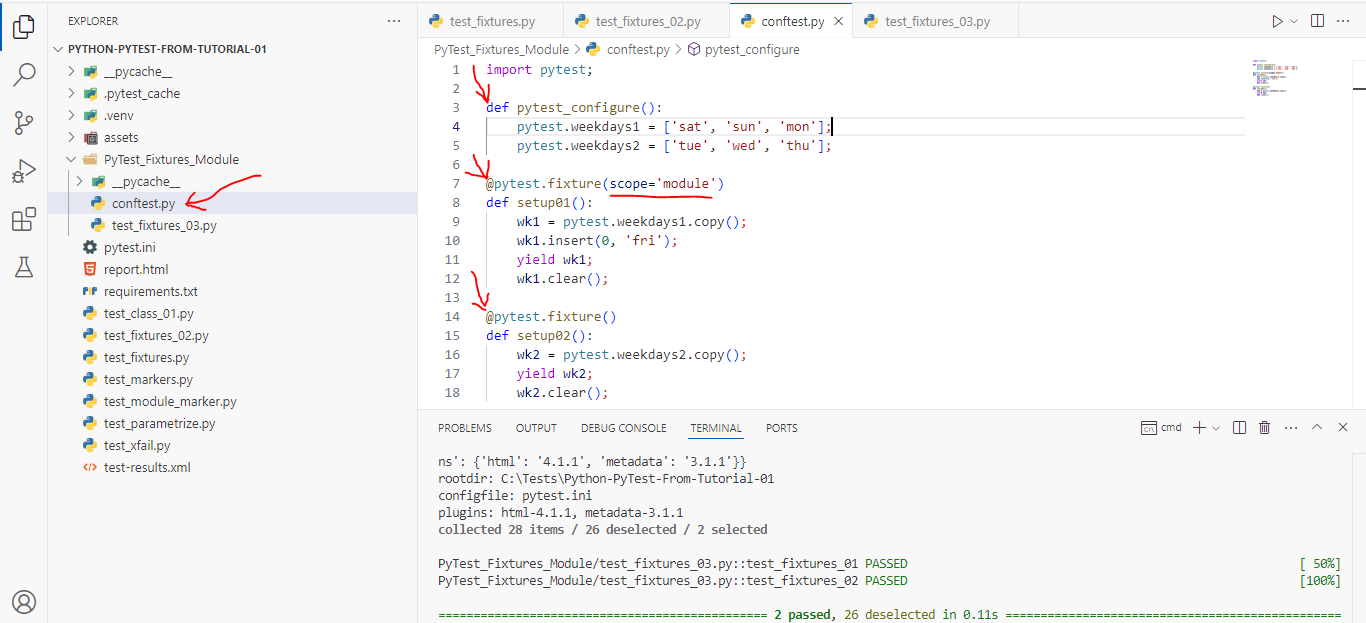 EXPLORER
PYTHON-PYTEST-FROM-TUTORIAL-01
__pycache__
.pytest_cache
.venv
assets
PyTest_Fixtures_Module
__pycache__
conftest.py
test_fixtures_03.py
pytest.ini
report.html
requirements.txt
test_class_01.py
test_fixtures_02.py
test_fixtures.py
test_markers.py
test_module_marker.py
test_parametrize.py
test_xfail.py
test-results.xml
test_fixtures.py test_fixtures_02.py conftest.py test_fixtures_03.py
PyTest_Fixtures_Module > conftest.py > pytest_configure
1 import pytest;
2
3 def pytest_configure():
4 pytest.weekdays1 = ['sat', 'sun', 'mon'];
5 pytest.weekdays2 = ['tue', 'wed', 'thu'];
6
7 @pytest.fixture(scope='module')
8 def setup01():
9 wk1 = pytest.weekdays1.copy();
10 wk1.insert(0, 'fri');
11 yield wk1;
12 wk1.clear();
13
14 @pytest.fixture()
15 def setup02():
16 wk2 = pytest.weekdays2.copy();
17 yield wk2;
18 wk2.clear();
PROBLEMS OUTPUT DEBUG CONSOLE TERMINAL PORTS cmd
ns': {'html': '4.1.1', 'metadata': '3.1.1'}}
rootdir: C:\Tests\Python-PyTest-From-Tutorial-01
configfile: pytest.ini
plugins: html-4.1.1, metadata-3.1.1
collected 28 items / 26 deselected / 2 selected
PyTest_Fixtures_Module/test_fixtures_03.py::test_fixtures_01 PASSED [ 50%]
PyTest_Fixtures_Module/test_fixtures_03.py::test_fixtures_02 PASSED [100%]
=========================================== 2 passed, 26 deselected in 0.11s ===========================================